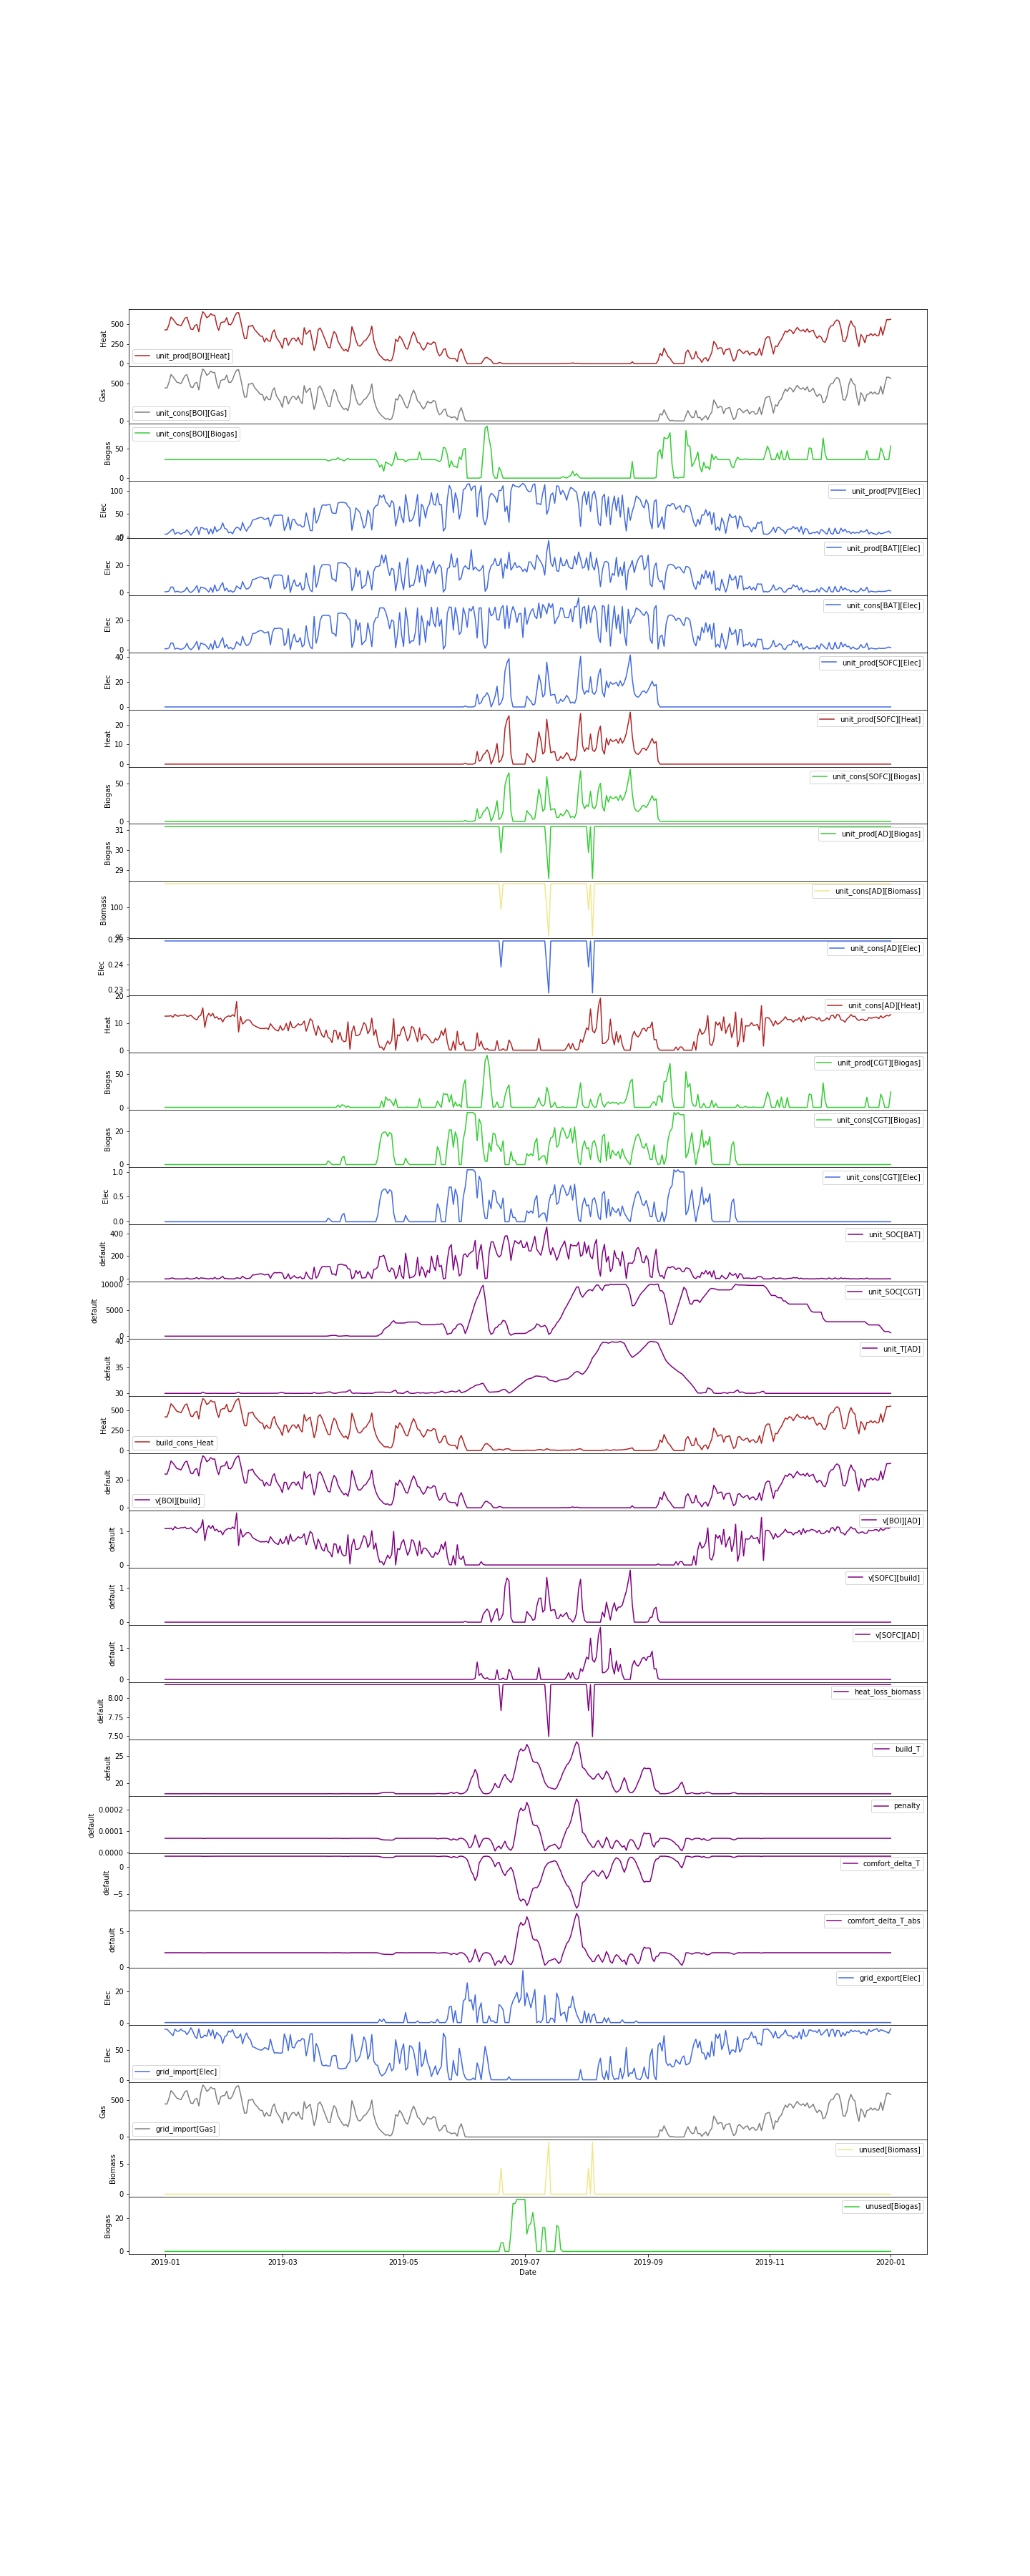 Heat
500
250
0
unit_prod[BOI][Heat]
Gas
500
0
unit_cons[BOI][Gas]
Biogas
50
0
unit_cons[BOI][Biogas]
Elec
100
50
0
unit_prod[PV][Elec]
Elec
40
20
0
unit_prod[BAT][Elec]
Elec
20
0
unit_cons[BAT][Elec]
Elec
40
20
0
unit_prod[SOFC][Elec]
Heat
20
10
0
unit_prod[SOFC][Heat]
Biogas
50
0
unit_cons[SOFC][Biogas]
Biogas
31
30
29
unit_prod[AD][Biogas]
Biomass
100
95
unit_cons[AD][Biomass]
Elec
0.25
0.24
0.23
unit_cons[AD][Elec]
Heat
20
10
0
unit_cons[AD][Heat]
Biogas
50
0
unit_prod[CGT][Biogas]
Biogas
20
0
unit_cons[CGT][Biogas]
Elec
1.0
0.5
0.0
unit_cons[CGT][Elec]
default
400
200
0
unit_SOC[BAT]
default
10000
5000
0
unit_SOC[CGT]
default
40
35
30
unit_T[AD]
Heat
500
250
0
build_cons_Heat
default
20
0
v[BOI][build]
default
1
0
v[BOI][AD]
default
1
0
v[SOFC][build]
default
1
0
v[SOFC][AD]
default
8.00
7.75
7.50
heat_loss_biomass
default
25
20
build_T
default
0.0002
0.0001
0.0000
penalty
default
0
−5
comfort_delta_T
default
5
0
comfort_delta_T_abs
Elec
20
0
grid_export[Elec]
Elec
50
0
grid_import[Elec]
Gas
500
0
grid_import[Gas]
Biomass
5
0
unused[Biomass]
Biogas
20
0
unused[Biogas]
2019-01 2019-03 2019-05 2019-07 2019-09 2019-11 2020-01
Date